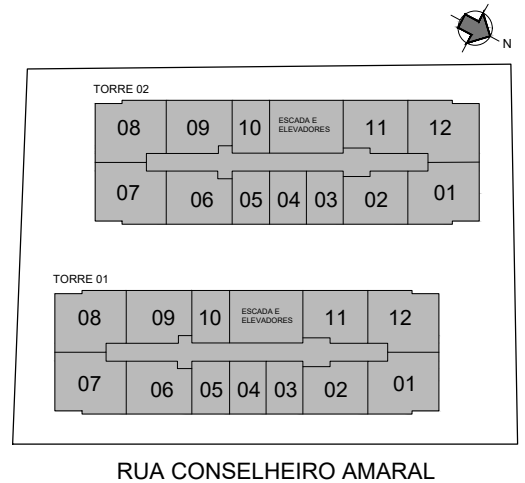 N
TORRE 02
08 09 10 ESCADA E ELEVADORES 11 12
07 06 05 04 03 02 01
TORRE 01
08 09 10 ESCADA E ELEVADORES 11 12
07 06 05 04 03 02 01
RUA CONSELHEIRO AMARAL